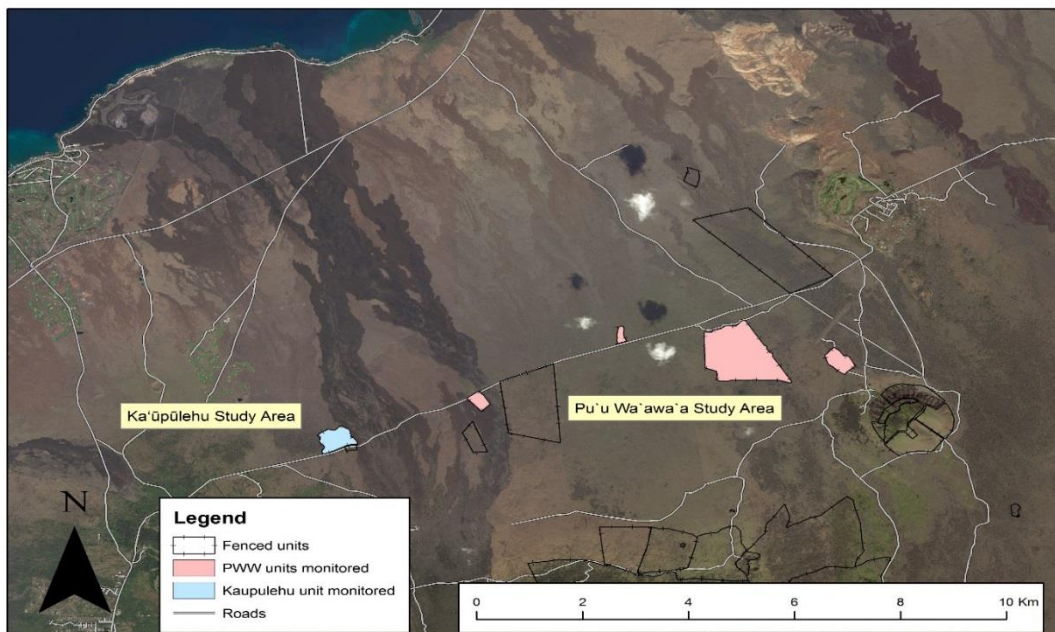 Ka‘ūpūlehu Study Area
Pu`u Wa`awa`a Study Area
N
Legend
Fenced units
PWW units monitored
Kaupulehu unit monitored
Roads
0 2 4 6 8 10 Km